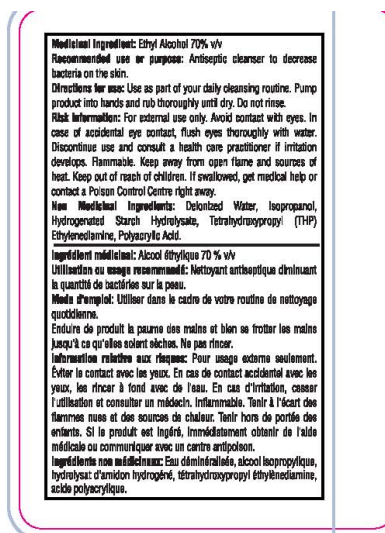 Medicinal Ingredient: Ethyl Alcohol 70% v/v
Recommended use or purpose: Antiseptic cleanser to decrease
bacteria on the skin.
Directions for use: Use as part of your daily cleansing routine. Pump
product into hands and rub thoroughly until dry. Do not rinse.
Risk Information: For external use only. Avoid contact with eyes. In
case of accidental eye contact, flush eyes thoroughly with water.
Discontinue use and consult a health care practitioner if irritation
develops. Flammable. Keep away from open flame and sources of
heat. Keep out of reach of children. If swallowed, get medical help or
contact a Poison Control Centre right away.
Non Medicinal Ingredients: Deionized Water, Isopropanol,
Hydrogenated Starch Hydrolysate, Tetrahydroxypropyl (THP)
Ethylenediamine, Polyacrylic Acid.
Ingrédient médicinal: Alcool éthylique 70 % v/v
Utilisation ou usage recommandé: Nettoyant antiseptique diminuant
la quantité de bactéries sur la peau.
Mode d'emploi: Utiliser dans le cadre de votre routine de nettoyage
quotidienne.
Enduire de produit la paume des mains et bien se frotter les mains
jusqu'à ce qu'elles soient sèches. Ne pas rincer.
Information relative aux risques: Pour usage externe seulement.
Éviter le contact avec les yeux. En cas de contact accidentel avec les
yeux, les rincer à fond avec de l'eau. En cas d'irritation, cesser
l'utilisation et consulter un médecin. Inflammable. Tenir à l'écart des
flammes nues et des sources de chaleur. Tenir hors de portée des
enfants. Si le produit est ingéré, immédiatement obtenir de l'aide
médicale ou communiquer avec un centre antipoison.
Ingrédients non médicinaux: Eau déminéralisée, alcool isopropylique,
hydrolysat d'amidon hydrogéné, tétrahydroxypropyl éthylènediamine,
acide polyacrylique.